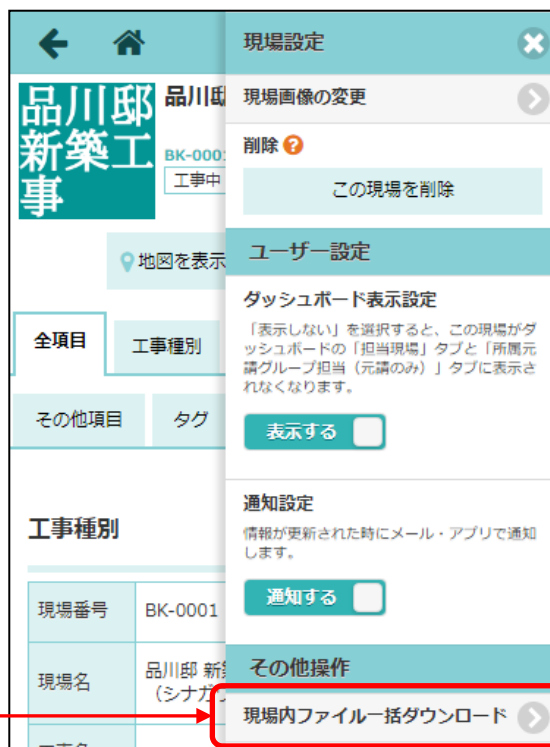 品川邸
新築工
事
品川邸
BK-000
工事中
地図を表示
全項目
工事種別
その他項目
タグ
工事種別
現場番号
BK-0001
現場名
品川邸 新
（シナガ
現場設定
現場画像の変更
削除
この現場を削除
ユーザー設定
ダッシュボード表示設定
「表示しない」を選択すると、この現場がダ
ッシュボードの「担当現場」タブと「所属元
請グループ担当（元請のみ）」タブに表示さ
れなくなります。
表示する
通知設定
情報が更新された時にメール・アプリで通知
します。
通知する
その他操作
現場内ファイル一括ダウンロード